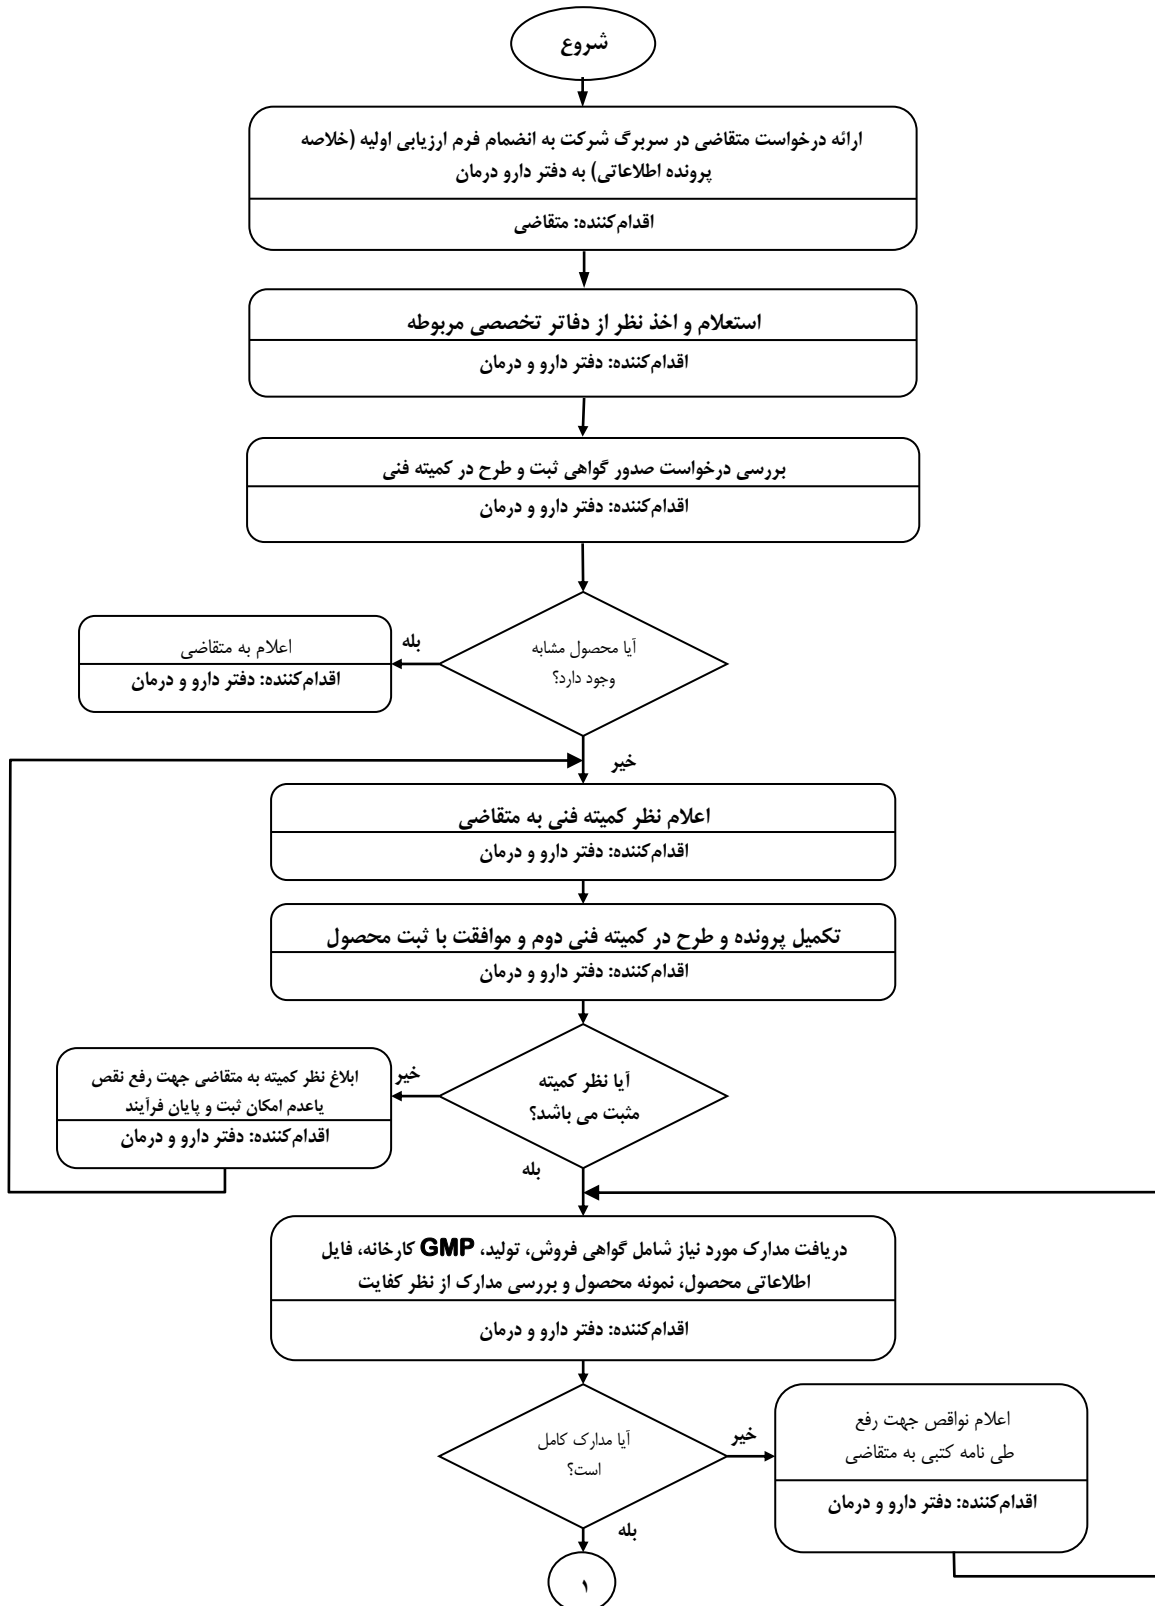 شروع
ارائه درخواست متقاضی در سربرگ شرکت به انضمام فرم ارزیابی اولیه (خلاصه
پرونده اطلاعاتی) به دفتر دارو درمان
اقدام‌کننده: متقاضی
استعلام و اخذ نظر از دفاتر تخصصی مربوطه
اقدام‌کننده: دفتر دارو و درمان
بررسی درخواست صدور گواهی ثبت و طرح در کمیته فنی
اقدام‌کننده: دفتر دارو و درمان
آیا محصول مشابه
وجود دارد؟
بله
اعلام به متقاضی
اقدام‌کننده: دفتر دارو و درمان
خیر
اعلام نظر کمیته فنی به متقاضی
اقدام‌کننده: دفتر دارو و درمان
تکمیل پرونده و طرح در کمیته فنی دوم و موافقت با ثبت محصول
اقدام‌کننده: دفتر دارو و درمان
آیا نظر کمیته
مثبت می باشد؟
خیر
ابلاغ نظر کمیته به متقاضی جهت رفع نقص
یاعدم امکان ثبت و پایان فرآیند
اقدام‌کننده: دفتر دارو و درمان
بله
دریافت مدارک مورد نیاز شامل گواهی فروش، تولید، GMP کارخانه، فایل
اطلاعاتی محصول، نمونه محصول و بررسی مدارک از نظر کفایت
اقدام‌کننده: دفتر دارو و درمان
آیا مدارک کامل
است؟
خیر
اعلام نواقص جهت رفع
طی نامه کتبی به متقاضی
اقدام‌کننده: دفتر دارو و درمان
بله
۱